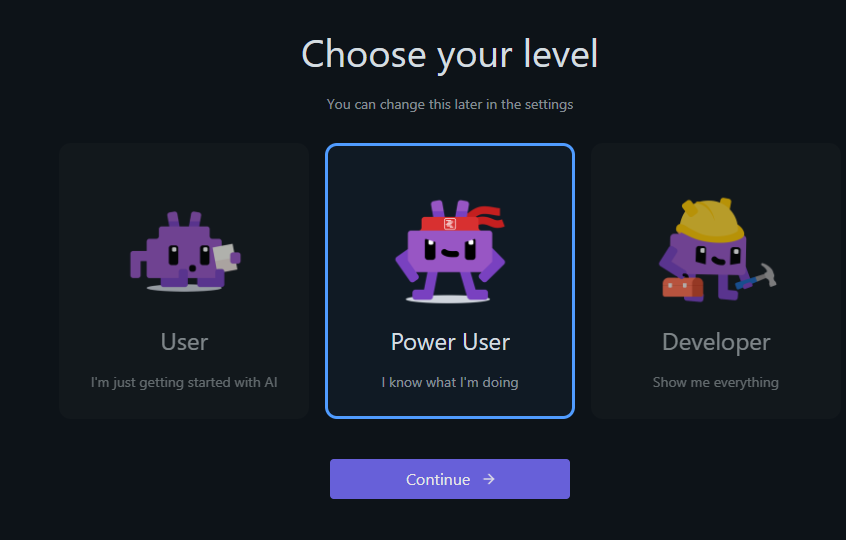 Choose your level
You can change this later in the settings
User
I'm just getting started with AI
Power User
I know what I'm doing
Developer
Show me everything
Continue